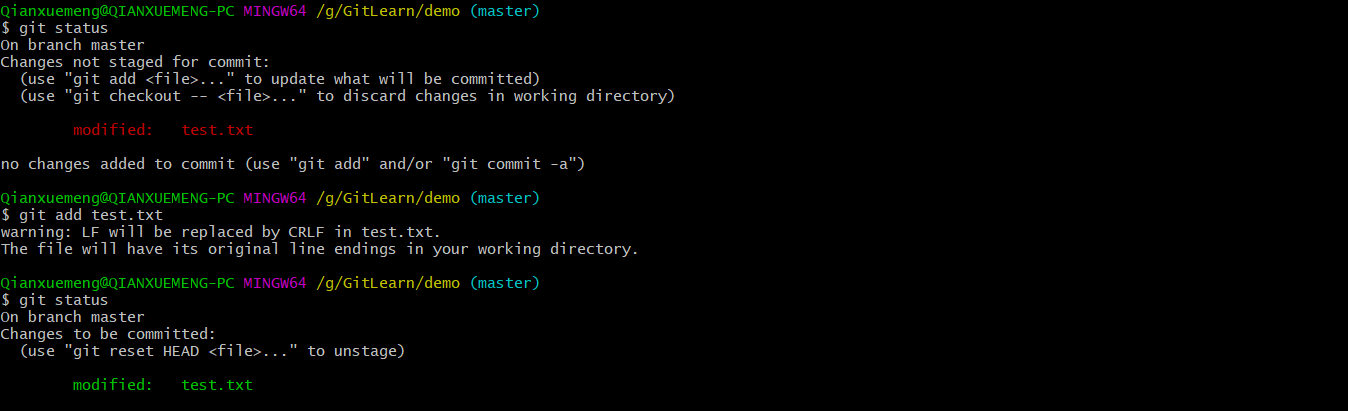 Qianxuemeng@QIANXUEMENG-PC MINGW64 /g/GitLearn/demo (master)
$ git status
On branch master
Changes not staged for commit:
  (use "git add <file>..." to update what will be committed)
  (use "git checkout -- <file>..." to discard changes in working directory)
        modified:   test.txt
no changes added to commit (use "git add" and/or "git commit -a")
Qianxuemeng@QIANXUEMENG-PC MINGW64 /g/GitLearn/demo (master)
$ git add test.txt
warning: LF will be replaced by CRLF in test.txt.
The file will have its original line endings in your working directory.
Qianxuemeng@QIANXUEMENG-PC MINGW64 /g/GitLearn/demo (master)
$ git status
On branch master
Changes to be committed:
  (use "git reset HEAD <file>..." to unstage)
        modified:   test.txt